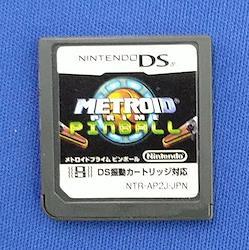 NINTENDO DS
METROID
PRIME
PINBALL
メトロイドプライム ピンボール
Nintendo
DS振動カートリッジ対応
NTR-AP2J-JPN